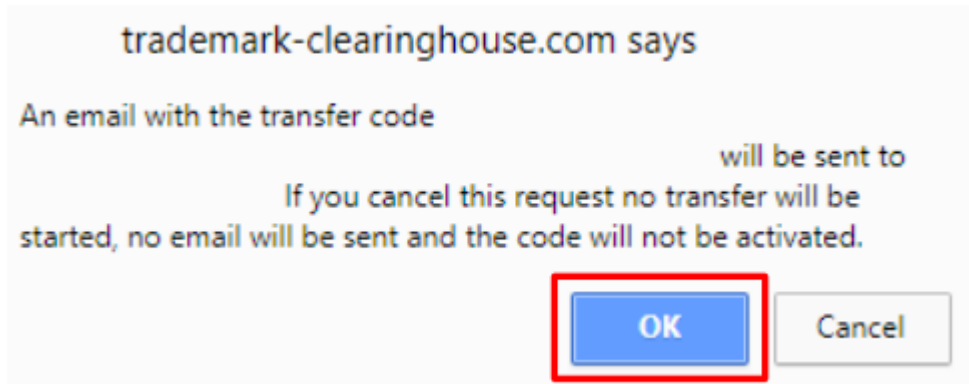 trademark-clearinghouse.com says
An email with the transfer code
will be sent to
If you cancel this request no transfer will be
started, no email will be sent and the code will not be activated.
OK Cancel